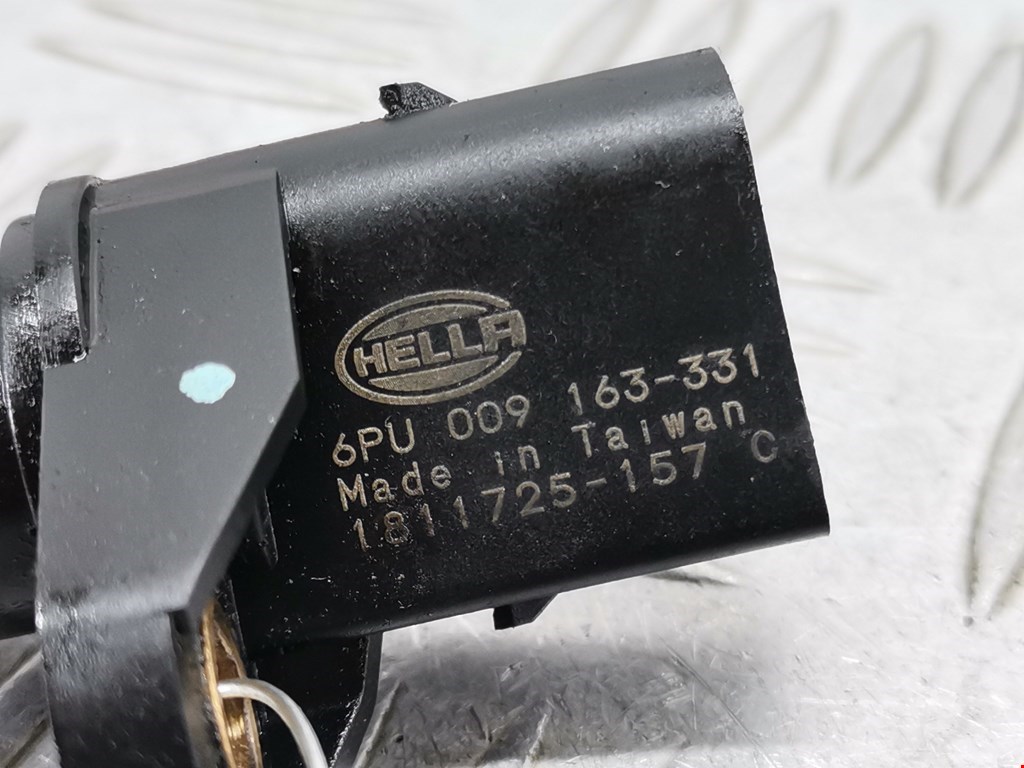 HELLA
6PU 009 163-331
Made in Taiwan
1811725-157 C